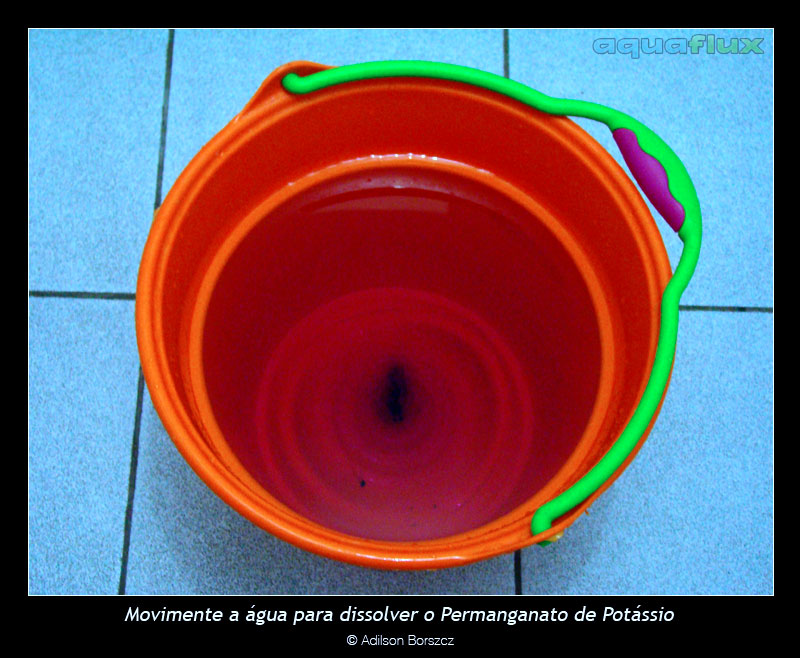 aquaflux
Movimente a água para dissolver o Permanganato de Potássio
© Adilson Borszcz